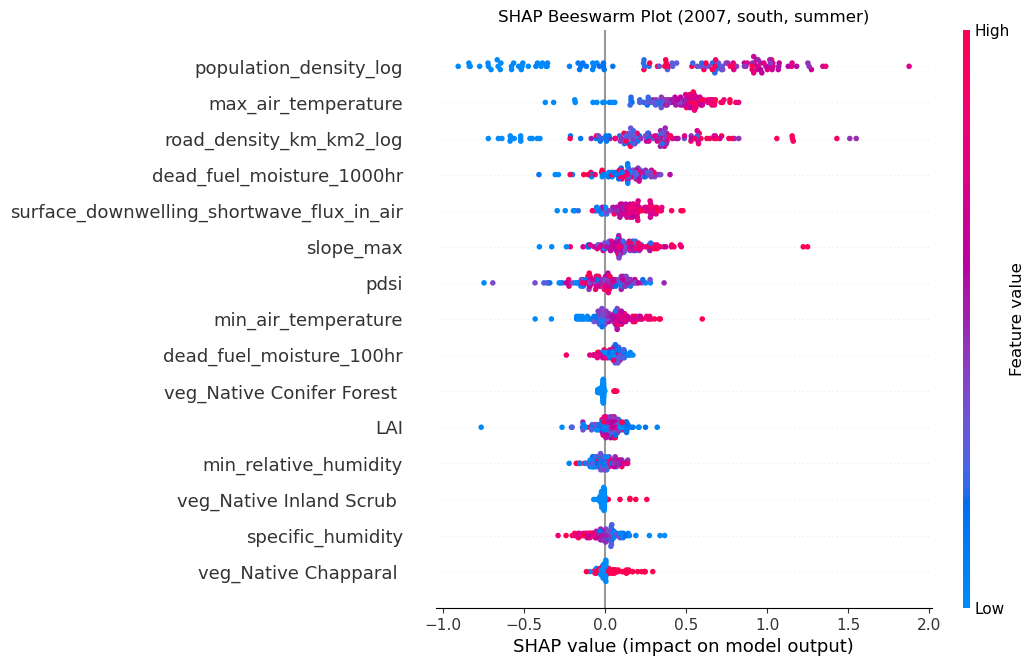 SHAP Beeswarm Plot (2007, south, summer)
High
population_density_log
max_air_temperature
road_density_km_km2_log
dead_fuel_moisture_1000hr
surface_downwelling_shortwave_flux_in_air
slope_max
pdsi
min_air_temperature
dead_fuel_moisture_100hr
veg_Native Conifer Forest
LAI
min_relative_humidity
veg_Native Inland Scrub
specific_humidity
veg_Native Chapparal
Feature value
Low
−1.0 −0.5 0.0 0.5 1.0 1.5 2.0
SHAP value (impact on model output)